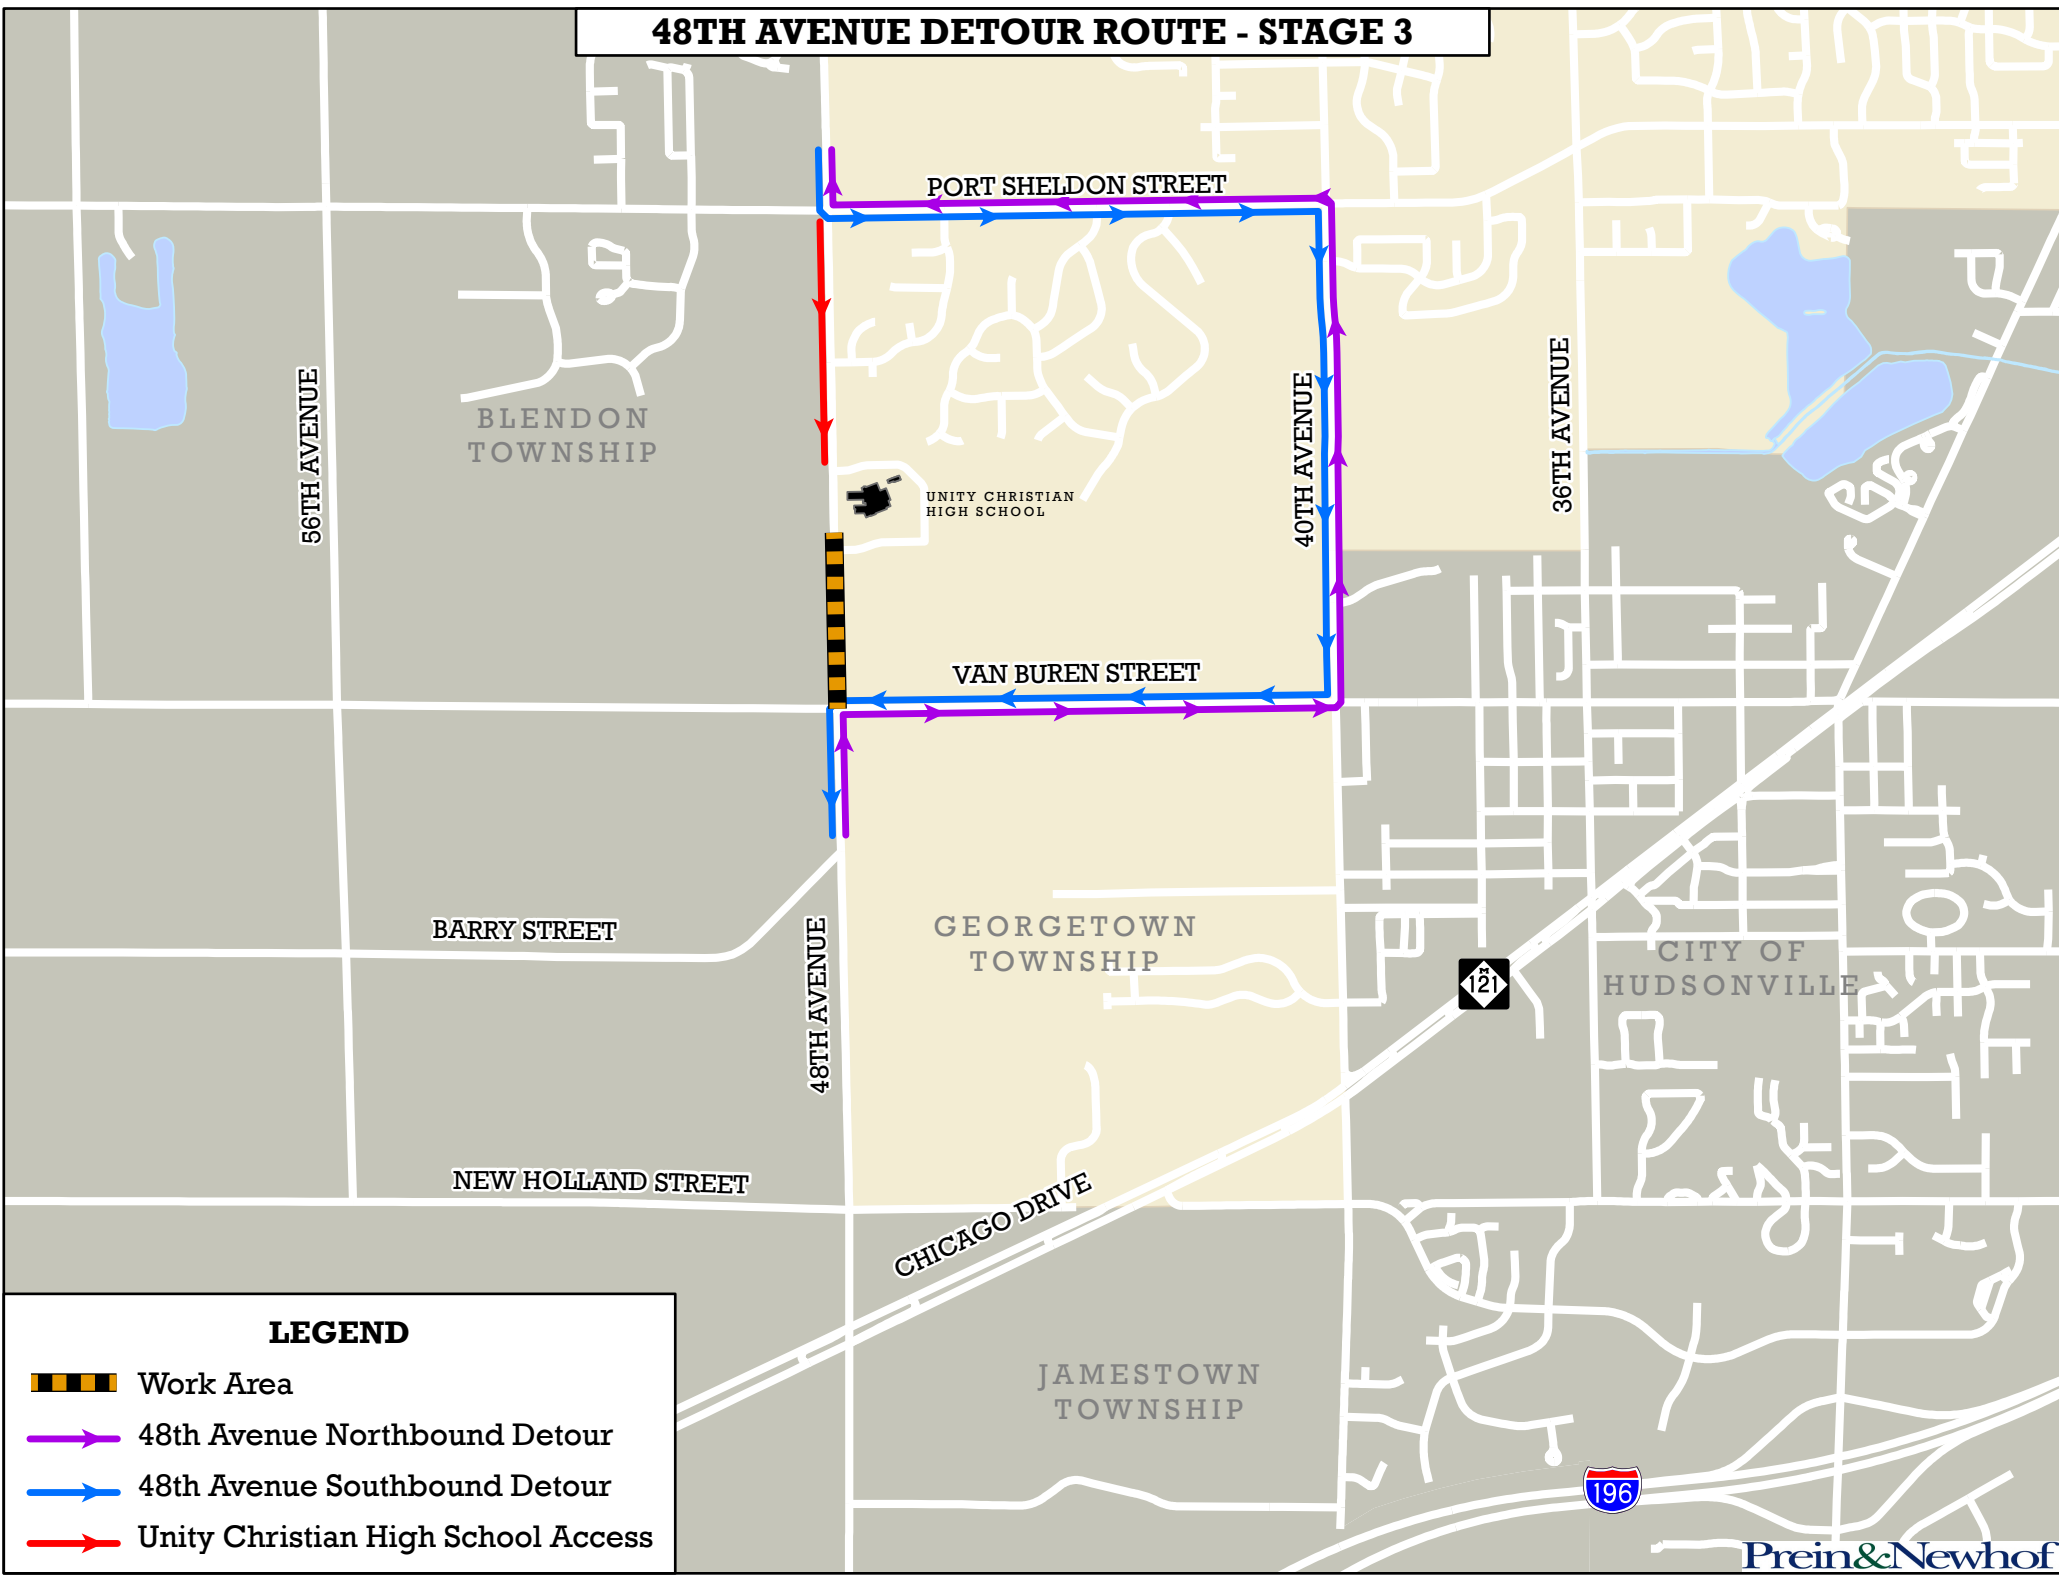 48TH AVENUE DETOUR ROUTE - STAGE 3
PORT SHELDON STREET
56TH AVENUE
BLENDON
TOWNSHIP
40TH AVENUE
36TH AVENUE
UNITY CHRISTIAN
HIGH SCHOOL
VAN BUREN STREET
BARRY STREET
48TH AVENUE
GEORGETOWN
TOWNSHIP
M
121
CITY OF
HUDSONVILLE
NEW HOLLAND STREET
CHICAGO DRIVE
JAMESTOWN
TOWNSHIP
196
LEGEND
Work Area
48th Avenue Northbound Detour
48th Avenue Southbound Detour
Unity Christian High School Access
Prein&Newhof